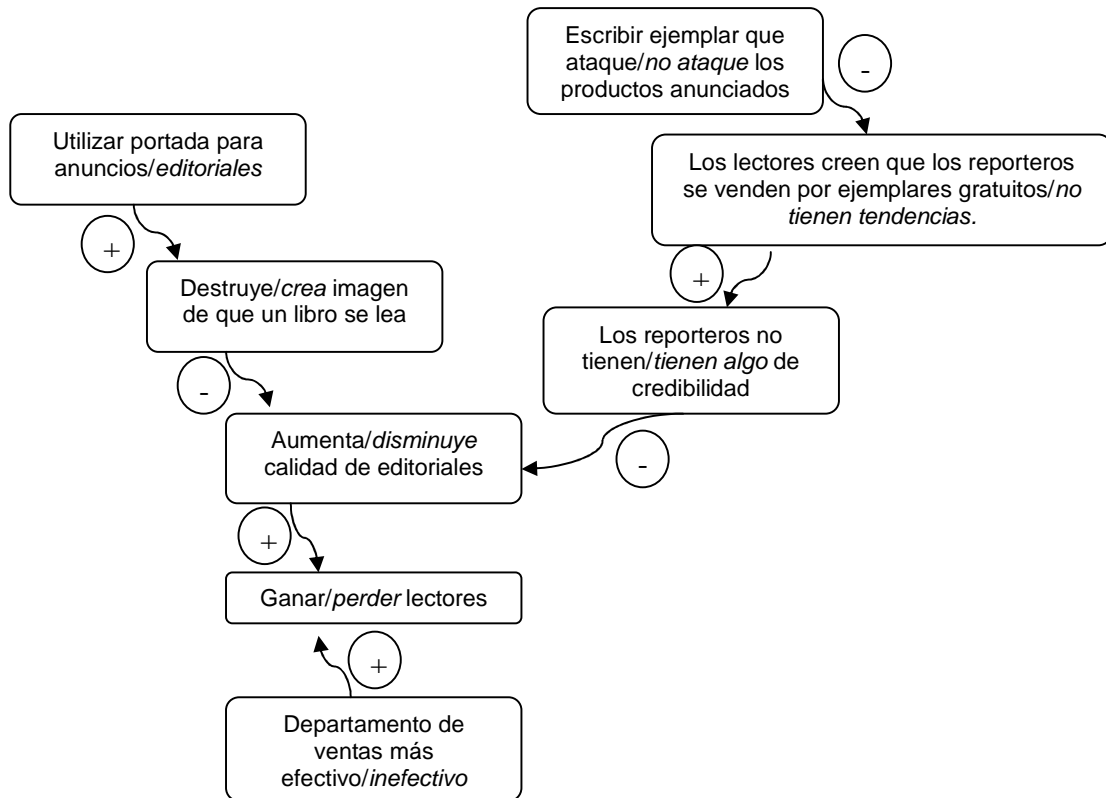 Escribir ejemplar que
ataque/no ataque los
productos anunciados
-
Utilizar portada para
anuncios/editoriales
Los lectores creen que los reporteros
se venden por ejemplares gratuitos/no
tienen tendencias.
+
+
Destruye/crea imagen
de que un libro se lea
Los reporteros no
tienen/tienen algo de
credibilidad
-
Aumenta/disminuye
calidad de editoriales
-
+
Ganar/perder lectores
+
Departamento de
ventas más
efectivo/inefectivo